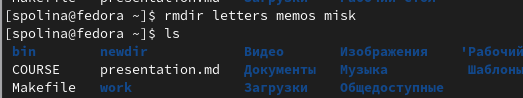 [spolina@fedora ~]$ rmdir letters memos misk
[spolina@fedora ~]$ ls
bin newdir Видео Изображения 'Рабочий
COURSE presentation.md Документы Музыка Шаблоны
Makefile work Загрузки Общедоступные